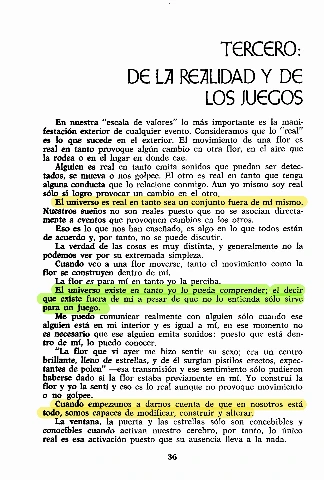 TERCERO:
DE LA REALIDAD Y DE
LOS JUEGOS
En nuestra "escala de valores" lo más importante es la mani-
festación exterior de cualquier evento. Consideramos que lo "real"
es lo que sucede en el exterior. El movimiento de una flor es
real en tanto provoque algún cambio en otra flor, en el aire que
la rodea o en el lugar en donde cae.
Alguien es real en tanto emita sonidos que puedan ser detec-
tados, se mueva o nos golpee. El otro es real en tanto que tenga
alguna conducta que lo relacione conmigo. Aun yo mismo soy real
sólo si logro provocar un cambio en el otro.
El universo es real en tanto sea un conjunto fuera de mí mismo.
Nuestros sueños no son reales puesto que no se asocian directa-
mente a eventos que provoquen cambios en los otros.
Eso es lo que nos han enseñado, es algo en lo que todos están
de acuerdo y, por tanto, no se puede discutir.
La verdad de las cosas es muy distinta, y generalmente no la
podemos ver por su extremada simpleza.
Cuando veo a una flor moverse, tanto el movimiento como la
flor se construyen dentro de mí.
La flor es para mí en tanto yo la perciba.
El universo existe en tanto yo lo pueda comprender; el decir
que existe fuera de mí a pesar de que no lo entienda sólo sirve
para un juego.
Me puedo comunicar realmente con alguien sólo cuando ese
alguien está en mi interior y es igual a mí, en ese momento no
es necesario que ese alguien emita sonidos: puesto que está den-
tro de mí, lo puedo conocer.
"La flor que vi ayer me hizo sentir su sexo; era un centro
brillante, lleno de estrellas, y de él surgían pistilos erectos, expec-
tantes de polen" —esa transmisión y ese sentimiento sólo pudieron
haberse dado si la flor estaba previamente en mí. Yo construí la
flor y yo la sentí y eso es lo real aunque no provoque movimiento
o no golpee.
Cuando empezamos a darnos cuenta de que en nosotros está
todo, somos capaces de modificar, construir y alterar.
La ventana, la puerta y las estrellas sólo son concebibles y
conocibles cuando activan nuestro cerebro, por tanto, lo único
real es esa activación puesto que su ausencia lleva a la nada.
36